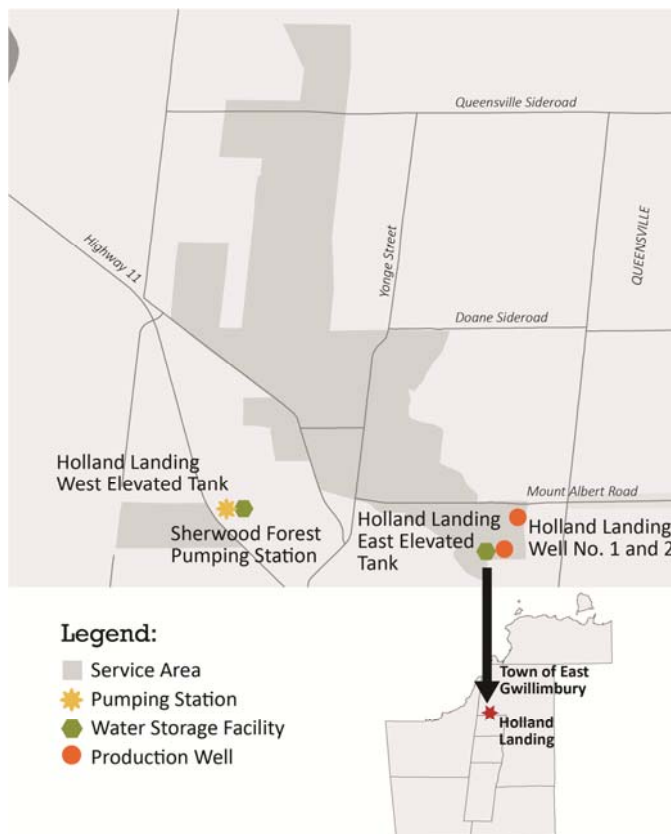 Queensville Sideroad
Highway 11
Yonge Street
QUEENSVILLE
Doane Sideroad
Holland Landing
West Elevated Tank
Sherwood Forest
Pumping Station
Mount Albert Road
Holland Landing
East Elevated
Tank
Holland Landing
Well No. 1 and 2
Legend:
Service Area
Pumping Station
Water Storage Facility
Production Well
Town of East
Gwillimbury
Holland
Landing